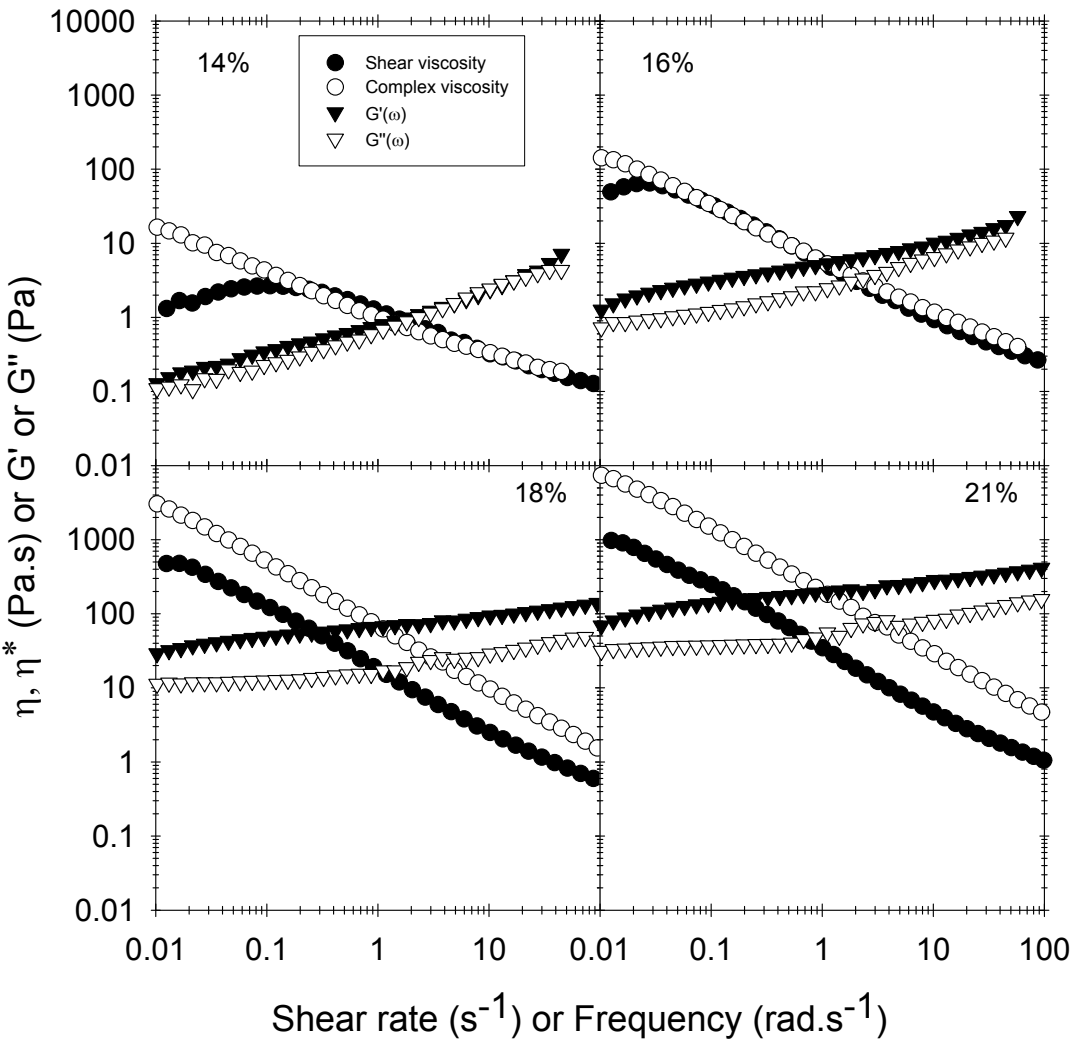 10000
1000
100
10
1
0.1
0.01
14%
Shear viscosity
Complex viscosity
G'(ω)
G''(ω)
16%
1000
100
10
1
0.1
0.01
18%
21%
0.01 0.1 1 10 0.01 0.1 1 10 100
η, η* (Pa.s) or G' or G'' (Pa)
Shear rate (s-1) or Frequency (rad.s-1)